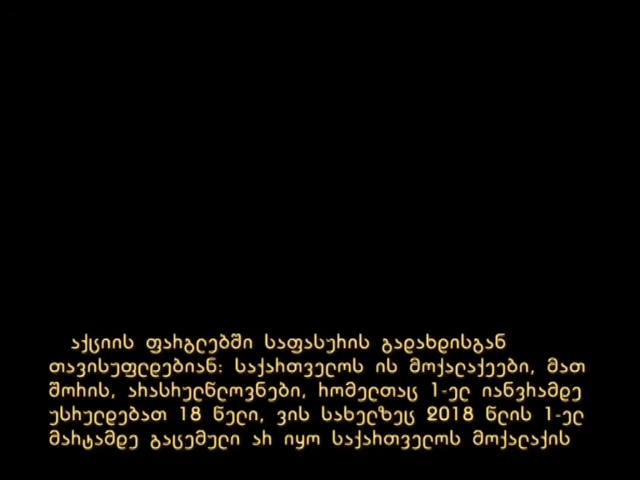 აქციის ფარგლებში საფასურის გადახდისგან
თავისუფლდებიან: საქართველოს ის მოქალაქეები, მათ
შორის, არასრულწლოვნები, რომელთაც 1-ელ იანვრამდე
უსრულდებათ 18 წელი, ვის სახელზეც 2018 წლის 1-ელ
მარტამდე გაცემული არ იყო საქართველოს მოქალაქის